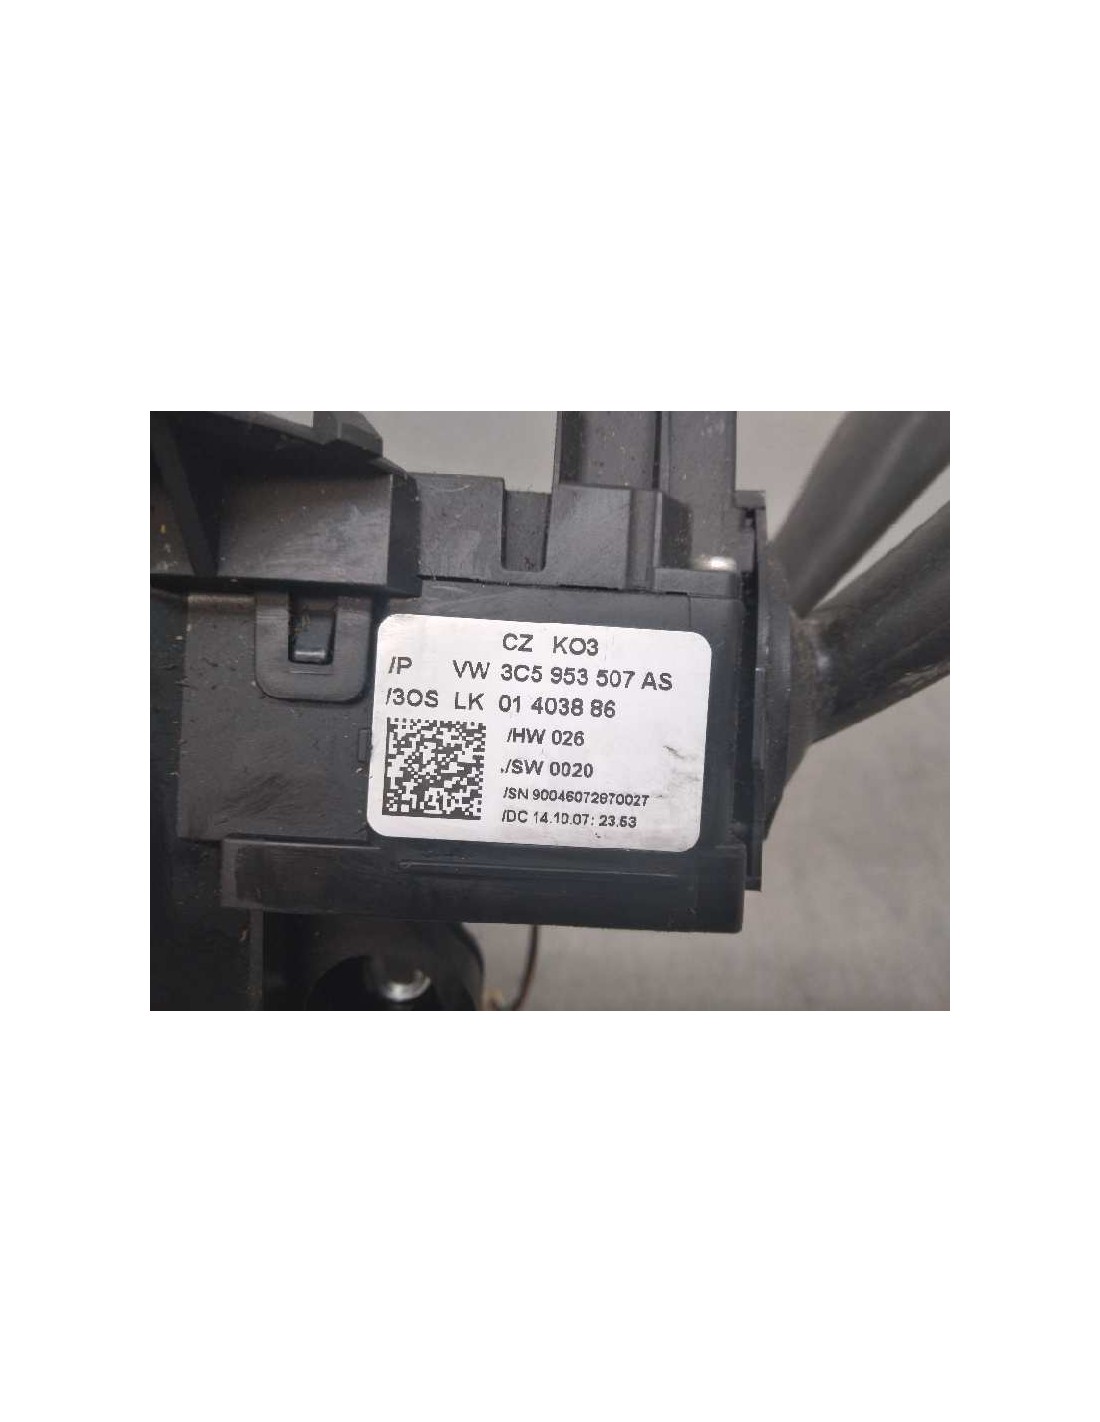 CZ KO3
/P VW 3C5 953 507 AS
/3OS LK 01 4038 86
/HW 026
./SW 0020
/SN 90046072870027
/DC 14.10.07: 23.53